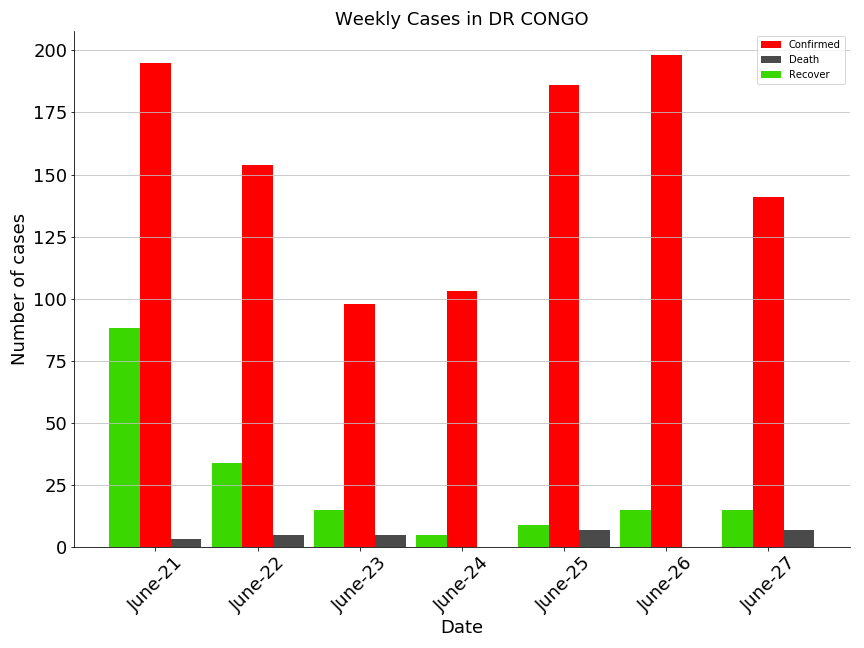 Weekly Cases in DR CONGO
Confirmed
Death
Recover
Number of cases
200
175
150
125
100
75
50
25
0
June-21
June-22
June-23
June-24
June-25
June-26
June-27
Date